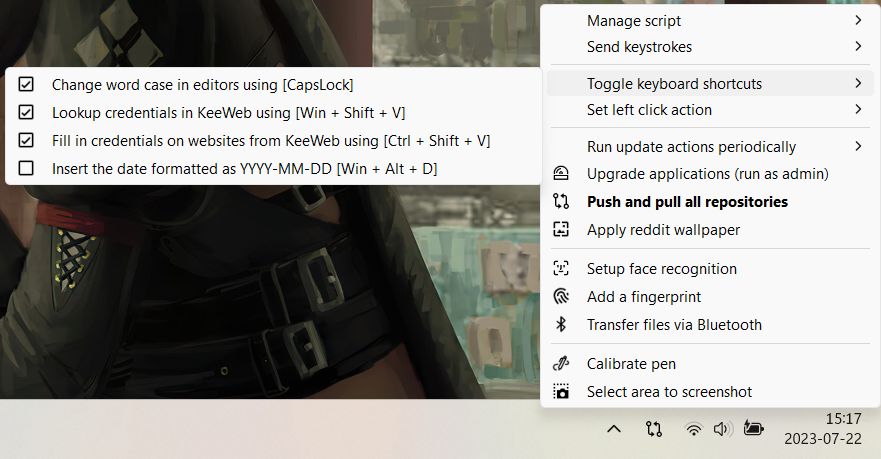 Manage script
Send keystrokes
Toggle keyboard shortcuts
Set left click action
Change word case in editors using [CapsLock]
Lookup credentials in KeeWeb using [Win + Shift + V]
Fill in credentials on websites from KeeWeb using [Ctrl + Shift + V]
Insert the date formatted as YYYY-MM-DD [Win + Alt + D]
Run update actions periodically
Upgrade applications (run as admin)
Push and pull all repositories
Apply reddit wallpaper
Setup face recognition
Add a fingerprint
Transfer files via Bluetooth
Calibrate pen
Select area to screenshot
15:17
2023-07-22